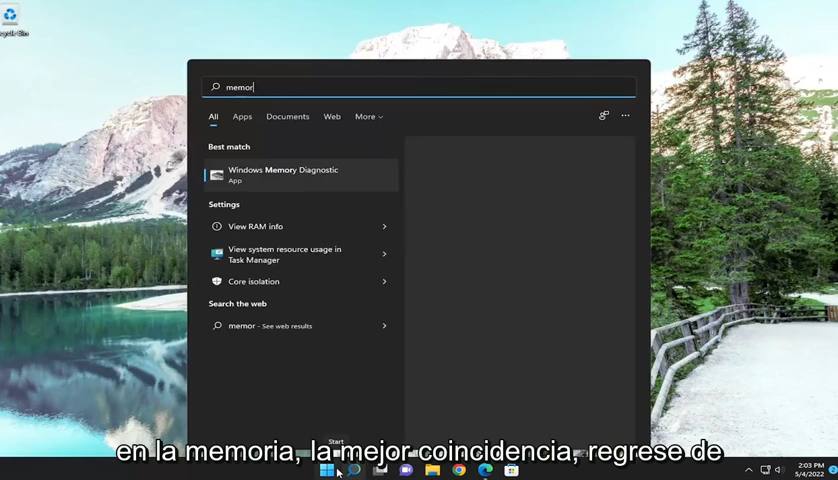 cycle Bin
memor
All Apps Documents Web More
Best match
Windows Memory Diagnostic
App
Settings
View RAM info
View system resource usage in
Task Manager
Core isolation
Search the web
memor - See web results
Start
en la memoria, la mejor coincidencia, regrese de
2:03 PM
5/4/2022